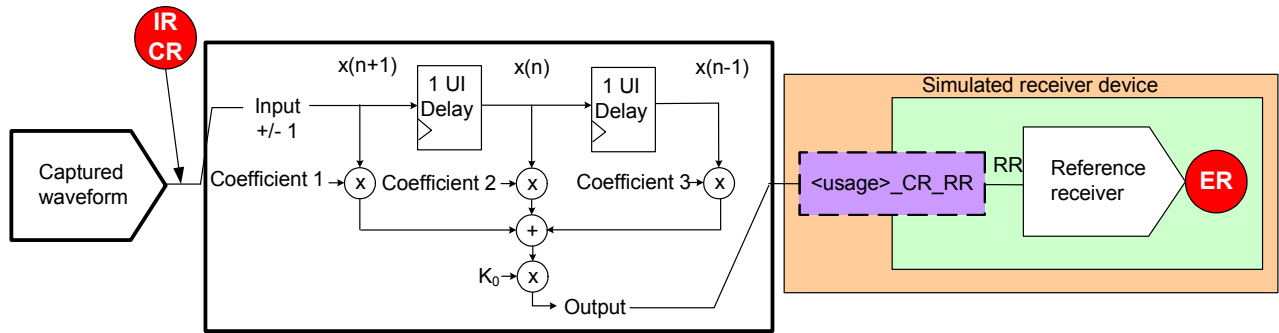 IR
CR
Captured
waveform
Input
+/- 1
x(n+1)
1 UI
Delay
x(n)
1 UI
Delay
x(n-1)
Coefficient 1
x
Coefficient 2
x
Coefficient 3
x
+
K₀
x
Output
Simulated receiver device
<usage>_CR_RR
RR
Reference
receiver
ER